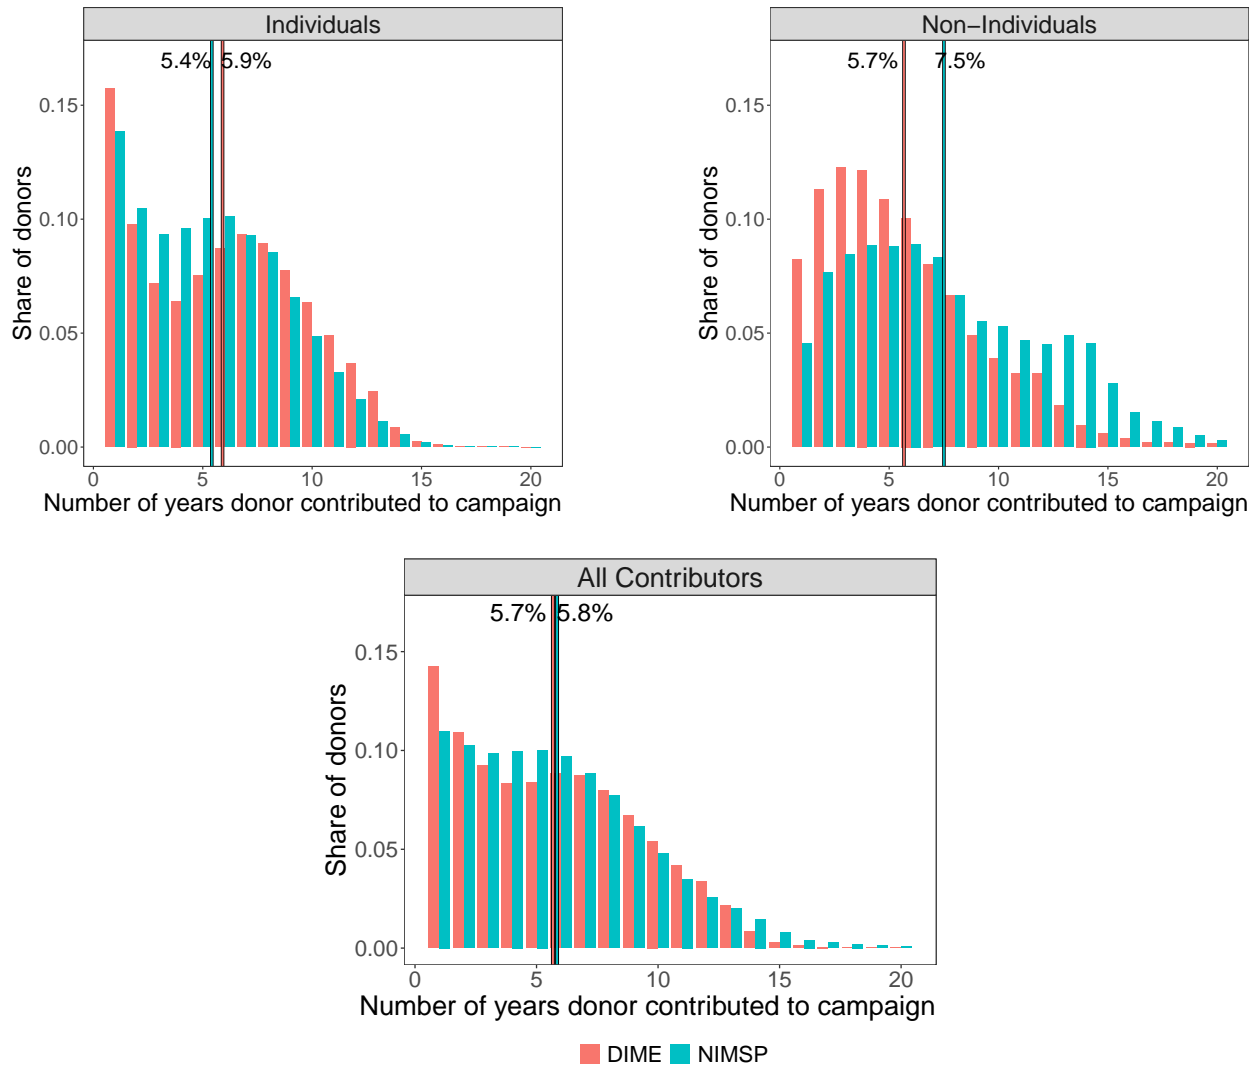 Individuals
5.4% 5.9%
Share of donors
0.15
0.10
0.05
0.00
0 5 10 15 20
Number of years donor contributed to campaign
Non−Individuals
5.7% 7.5%
Share of donors
0.15
0.10
0.05
0.00
0 5 10 15 20
Number of years donor contributed to campaign
All Contributors
5.7% 5.8%
Share of donors
0.15
0.10
0.05
0.00
0 5 10 15 20
Number of years donor contributed to campaign
DIME NIMSP